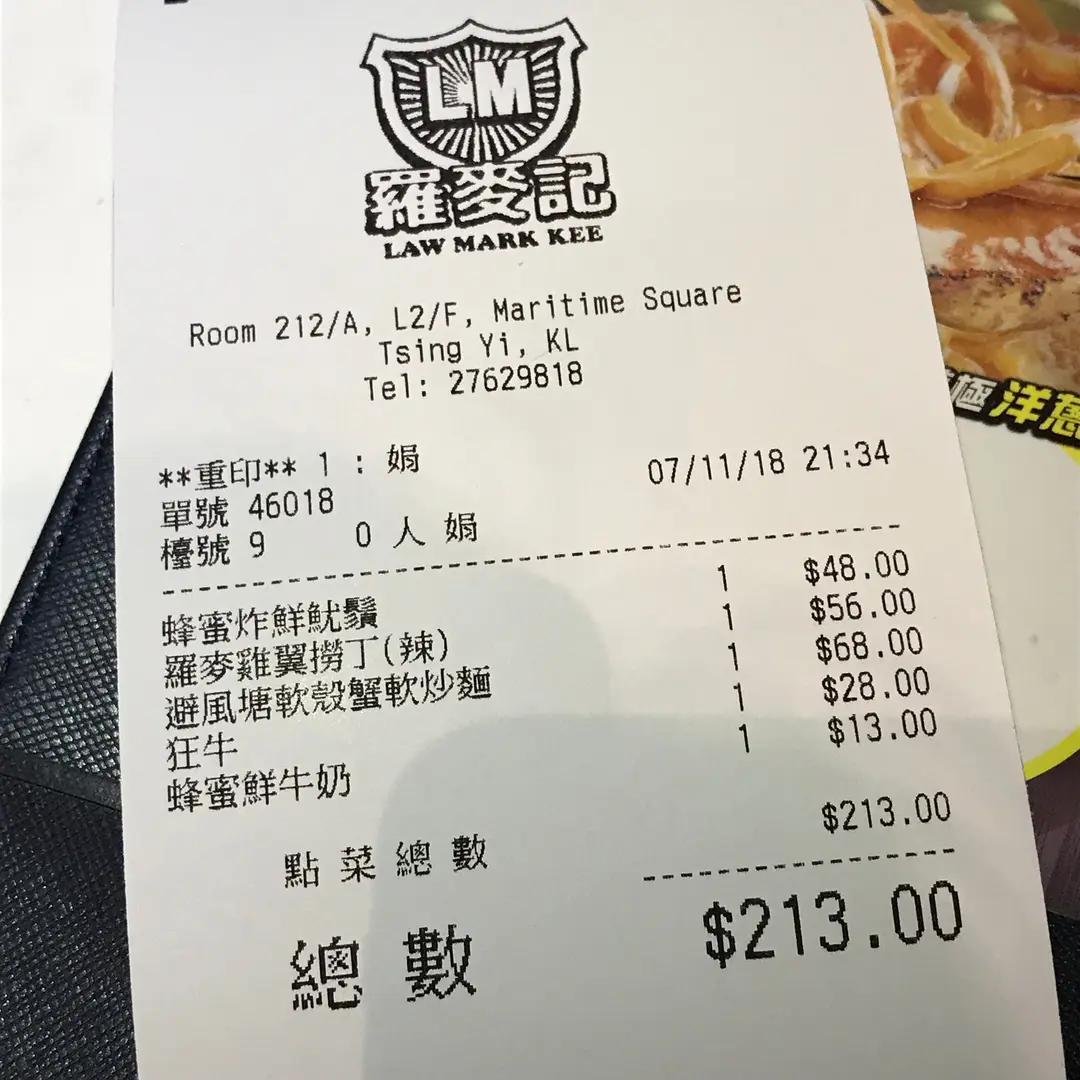 LM
羅麥記
LAW MARK KEE
Room 212/A, L2/F, Maritime Square
Tsing Yi, KL
Tel: 27629818
**重印** 1 : 娟 07/11/18 21:34
單號 46018
檯號 9 0 人 娟
蜂蜜炸鮮魷鬚 1 $48.00
羅麥雞翼撈丁(辣) 1 $56.00
避風塘軟殼蟹軟炒麵 1 $68.00
狂牛 1 $28.00
蜂蜜鮮牛奶 1 $13.00
點菜總數 $213.00
總數 $213.00
極洋蔥